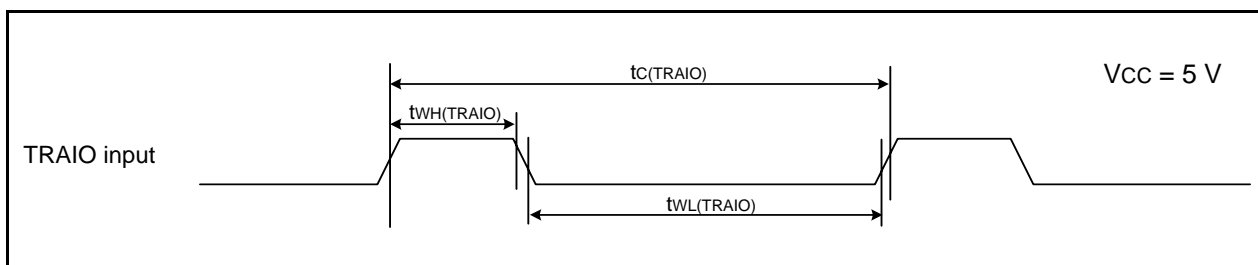 tC(TRAIO)
VCC = 5 V
tWH(TRAIO)
TRAIO input
tWL(TRAIO)